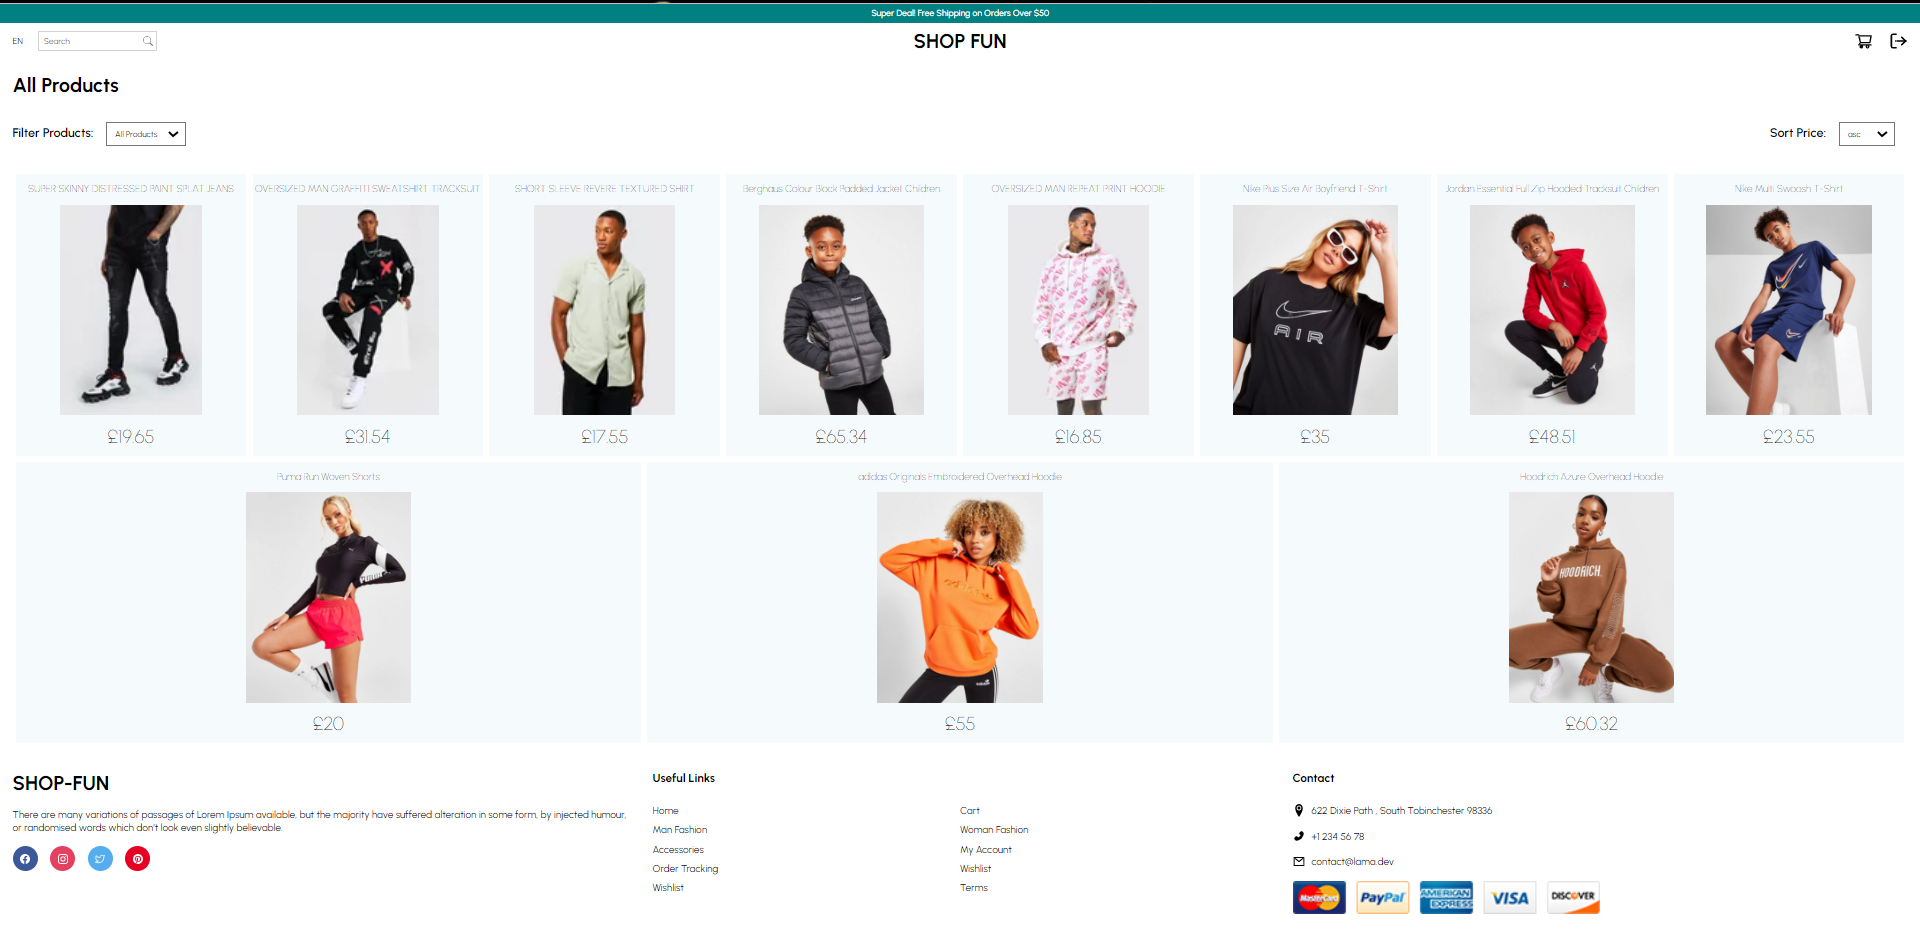 Super Deal! Free Shipping on Orders Over $50
EN
Search
SHOP FUN
All Products
Filter Products:
All Products
Sort Price:
asc
SUPER SKINNY DISTRESSED PAINT SPLAT JEANS
OVERSIZED MAN GRAFFITI SWEATSHIRT TRACKSUIT
SHORT SLEEVE REVERE TEXTURED SHIRT
Berghaus Colour Block Padded Jacket Children
OVERSIZED MAN REPEAT PRINT HOODIE
Nike Plus Size Air Boyfriend T-Shirt
Jordan Essential Full Zip Hooded Tracksuit Children
Nike Multi Swoosh T-Shirt
AIR
£19.65
£31.54
£17.55
£65.34
£16.85
£35
£48.51
£23.55
Puma Run Woven Shorts
adidas Originals Embroidered Overhead Hoodie
Hoodrich Azure Overhead Hoodie
PUMA
HOODRICH
£20
£55
£60.32
SHOP-FUN
There are many variations of passages of Lorem Ipsum available, but the majority have suffered alteration in some form, by injected humour,
or randomised words which don't look even slightly believable.
Useful Links
Home
Cart
Man Fashion
Woman Fashion
Accessories
My Account
Order Tracking
Wishlist
Wishlist
Terms
Contact
622 Dixie Path , South Tobinchester 98336
+1 234 56 78
contact@lama.dev
MasterCard
PayPal
AMERICAN EXPRESS
VISA
DISCOVER